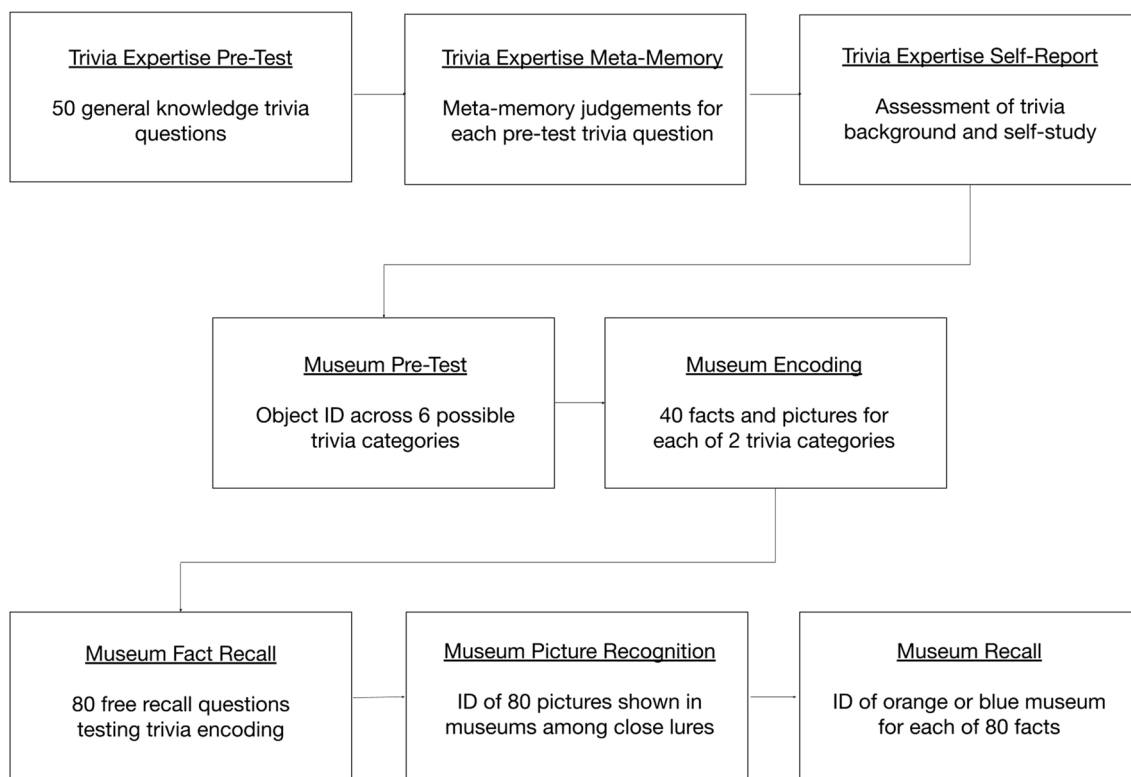 Trivia Expertise Pre-Test
50 general knowledge trivia
questions
Trivia Expertise Meta-Memory
Meta-memory judgements for
each pre-test trivia question
Trivia Expertise Self-Report
Assessment of trivia
background and self-study
Museum Pre-Test
Object ID across 6 possible
trivia categories
Museum Encoding
40 facts and pictures for
each of 2 trivia categories
Museum Fact Recall
80 free recall questions
testing trivia encoding
Museum Picture Recognition
ID of 80 pictures shown in
museums among close lures
Museum Recall
ID of orange or blue museum
for each of 80 facts